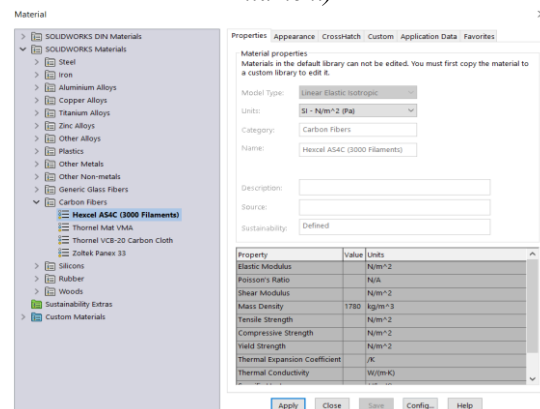 Material
SOLIDWORKS DIN Materials
SOLIDWORKS Materials
Steel
Iron
Aluminium Alloys
Copper Alloys
Titanium Alloys
Zinc Alloys
Other Alloys
Plastics
Other Metals
Other Non-metals
Generic Glass Fibers
Carbon Fibers
Hexcel AS4C (3000 Filaments)
Thornel Mat VMA
Thornel VCB-20 Carbon Cloth
Zoltek Panex 33
Silicons
Rubber
Woods
Sustainability Extras
Custom Materials
Properties Appearance CrossHatch Custom Application Data Favorites
Material properties
Materials in the default library can not be edited. You must first copy the material to
a custom library to edit it.
Model Type: Linear Elastic Isotropic
Units: SI - N/m^2 (Pa)
Category: Carbon Fibers
Name: Hexcel AS4C (3000 Filaments)
Description:
Source:
Sustainability: Defined
Property Value Units
Elastic Modulus N/m^2
Poisson's Ratio N/A
Shear Modulus N/m^2
Mass Density 1780 kg/m^3
Tensile Strength N/m^2
Compressive Strength N/m^2
Yield Strength N/m^2
Thermal Expansion Coefficient /K
Thermal Conductivity W/(m·K)
Apply Close Save Config... Help